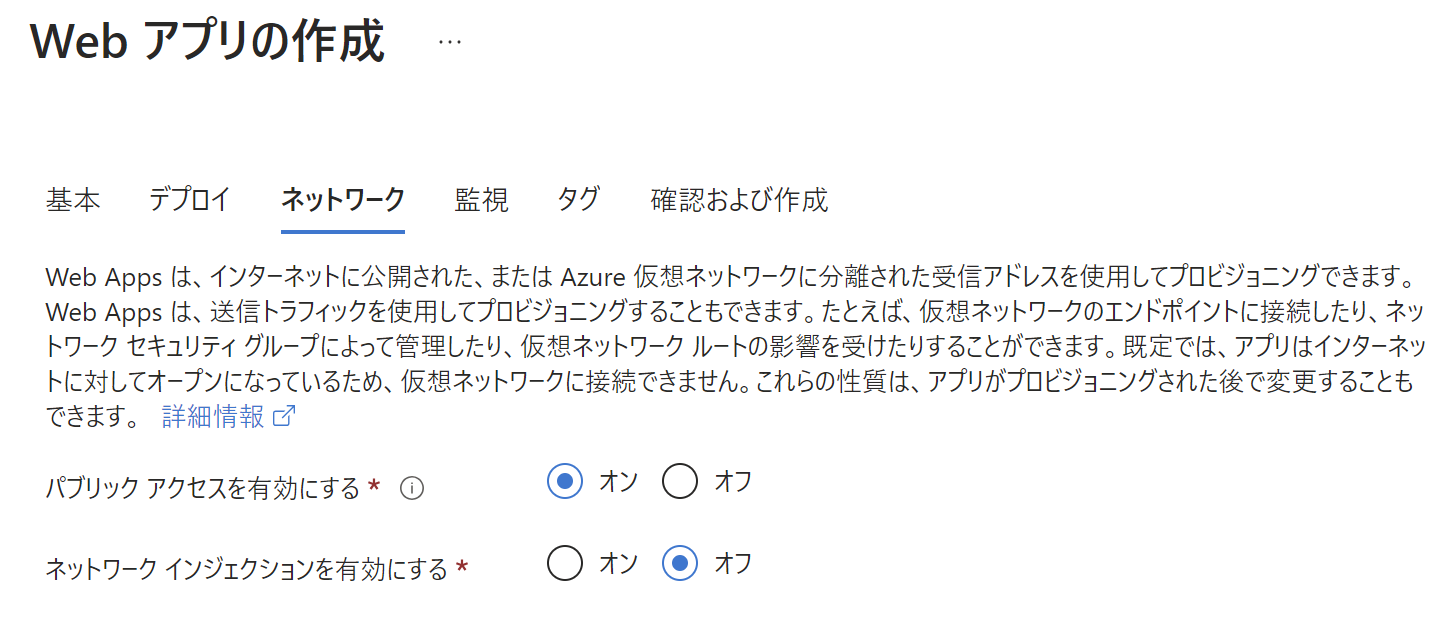 Web アプリの作成 …
基本 デプロイ ネットワーク 監視 タグ 確認および作成
Web Apps は、インターネットに公開された、または Azure 仮想ネットワークに分離された受信アドレスを使用してプロビジョニングできます。
Web Apps は、送信トラフィックを使用してプロビジョニングすることもできます。たとえば、仮想ネットワークのエンドポイントに接続したり、ネッ
トワーク セキュリティ グループによって管理したり、仮想ネットワーク ルートの影響を受けたりすることができます。既定では、アプリはインターネッ
トに対してオープンになっているため、仮想ネットワークに接続できません。これらの性質は、アプリがプロビジョニングされた後で変更することも
できます。 詳細情報
パブリック アクセスを有効にする * オン オフ
ネットワーク インジェクションを有効にする * オン オフ